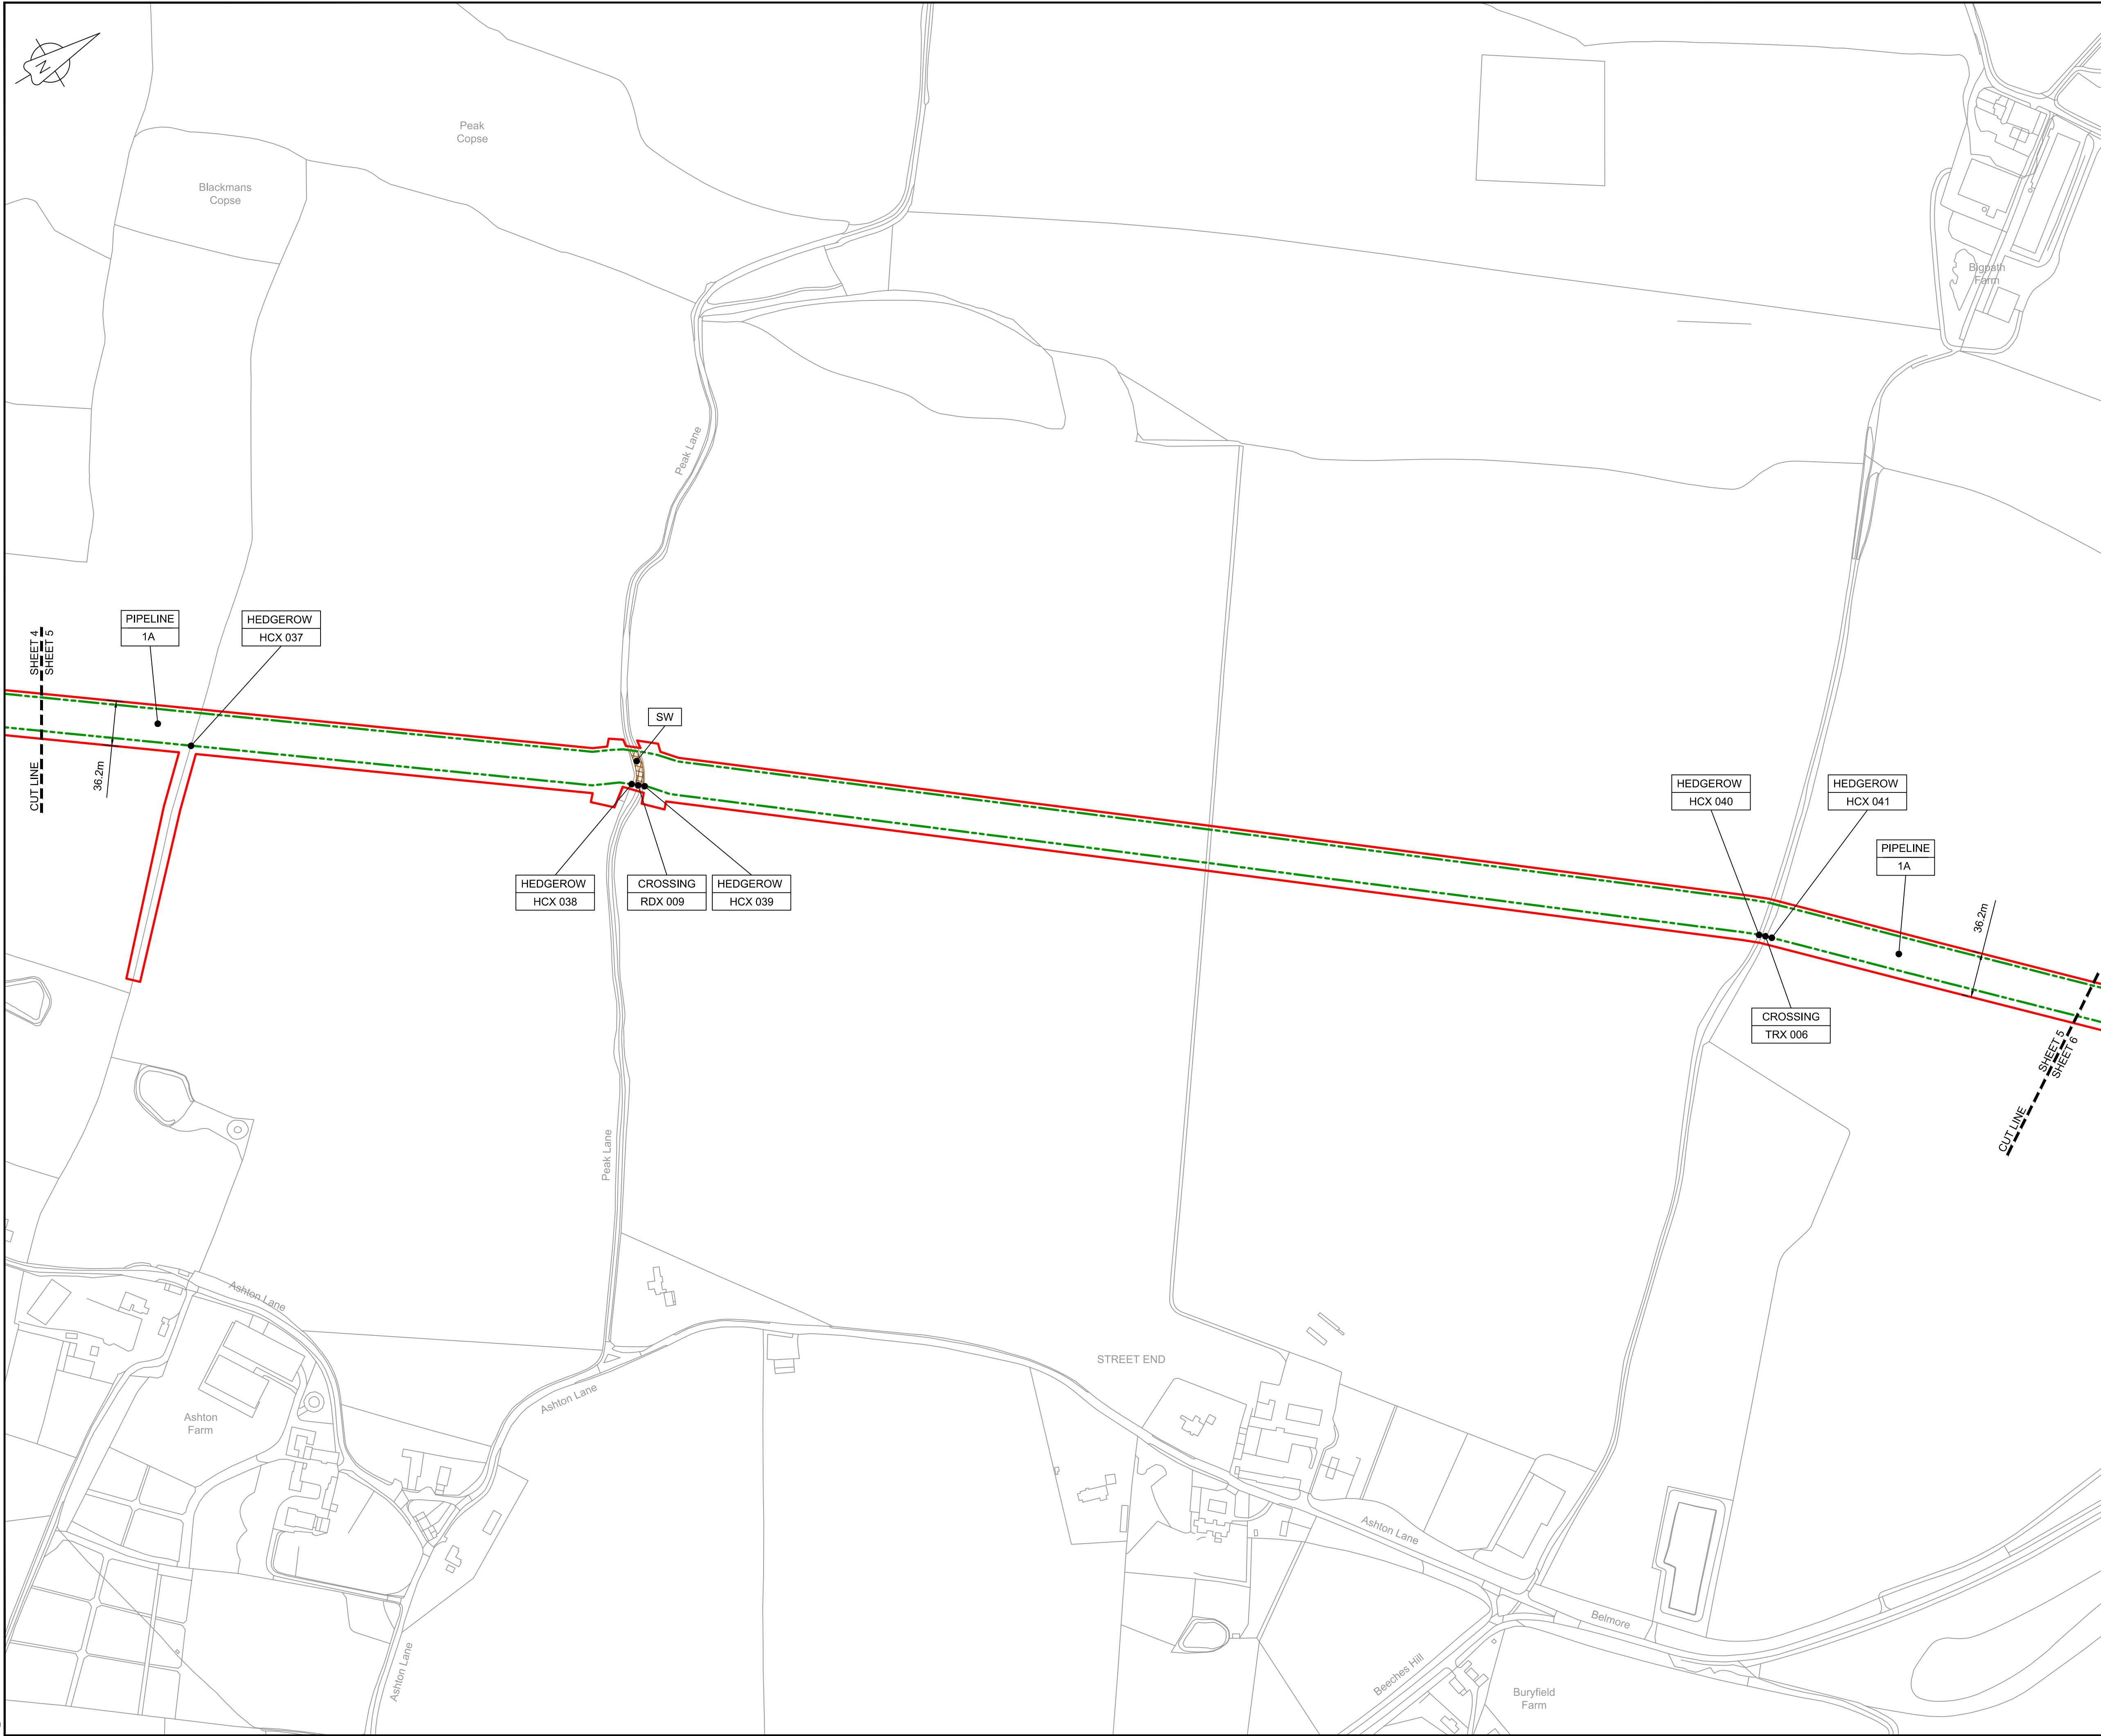 N
Peak
Copse
Blackmans
Copse
Bigpath
Farm
Peak Lane
SHEET 4
SHEET 5
CUT LINE
PIPELINE
1A
HEDGEROW
HCX 037
36.2m
SW
HEDGEROW
HCX 038
CROSSING
RDX 009
HEDGEROW
HCX 039
HEDGEROW
HCX 040
HEDGEROW
HCX 041
PIPELINE
1A
36.2m
CROSSING
TRX 006
SHEET 5
SHEET 6
CUT LINE
Peak Lane
Ashton Lane
STREET END
Ashton Lane
Ashton
Farm
Ashton Lane
Belmore
Ashton Lane
Beeches Hill
Buryfield
Farm